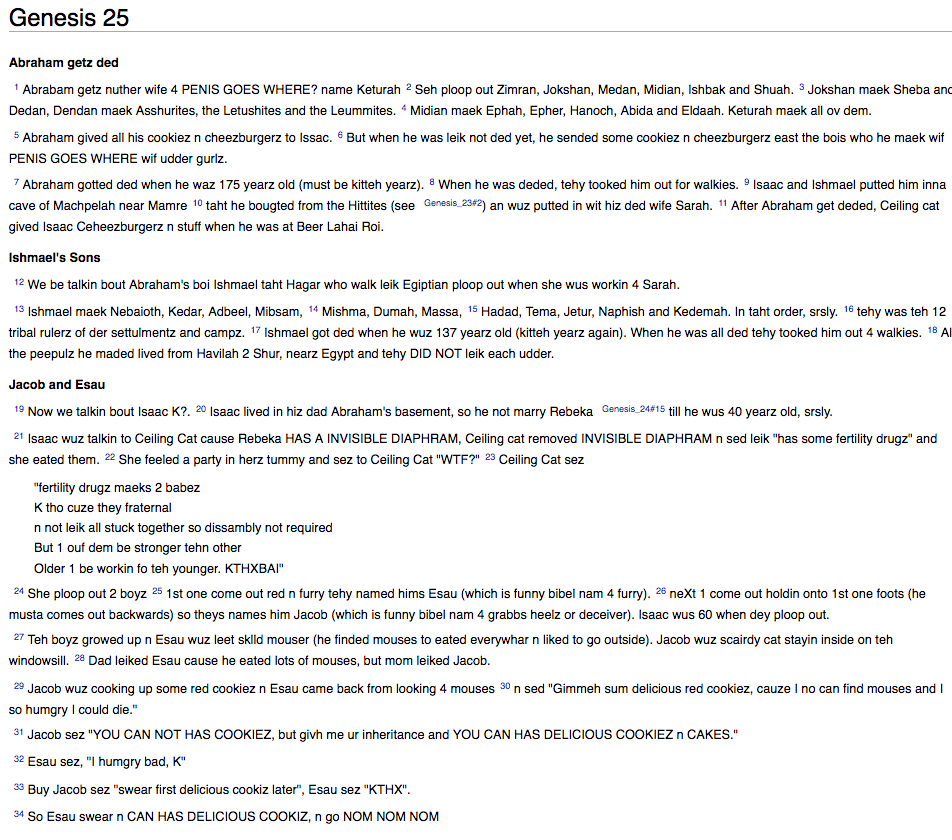 Genesis 25
Abraham getz ded
1 Abrabam getz nuther wife 4 PENIS GOES WHERE? name Keturah 2 Seh ploop out Zimran, Jokshan, Medan, Midian, Ishbak and Shuah. 3 Jokshan maek Sheba and
Dedan, Dendan maek Asshurites, the Letushites and the Leummites. 4 Midian maek Ephah, Epher, Hanoch, Abida and Eldaah. Keturah maek all ov dem.
5 Abraham gived all his cookiez n cheezburgerz to Issac. 6 But when he was leik not ded yet, he sended some cookiez n cheezburgerz east the bois who he maek wif
PENIS GOES WHERE wif udder gurlz.
7 Abraham gotted ded when he waz 175 yearz old (must be kitteh yearz). 8 When he was deded, tehy tooked him out for walkies. 9 Isaac and Ishmael putted him inna
cave of Machpelah near Mamre 10 taht he bougted from the Hittites (see Genesis_23#2) an wuz putted in wit hiz ded wife Sarah. 11 After Abraham get deded, Ceiling cat
gived Isaac Ceheezburgerz n stuff when he was at Beer Lahai Roi.
Ishmael's Sons
12 We be talkin bout Abraham's boi Ishmael taht Hagar who walk leik Egiptian ploop out when she wus workin 4 Sarah.
13 Ishmael maek Nebaioth, Kedar, Adbeel, Mibsam, 14 Mishma, Dumah, Massa, 15 Hadad, Tema, Jetur, Naphish and Kedemah. In taht order, srsly. 16 tehy was teh 12
tribal rulerz of der settulmentz and campz. 17 Ishmael got ded when he wuz 137 yearz old (kitteh yearz again). When he was all ded tehy tooked him out 4 walkies. 18 Al
the peepulz he maded lived from Havilah 2 Shur, nearz Egypt and tehy DID NOT leik each udder.
Jacob and Esau
19 Now we talkin bout Isaac K?. 20 Isaac lived in hiz dad Abraham's basement, so he not marry Rebeka Genesis_24#15 till he wus 40 yearz old, srsly.
21 Isaac wuz talkin to Ceiling Cat cause Rebeka HAS A INVISIBLE DIAPHRAM, Ceiling cat removed INVISIBLE DIAPHRAM n sed leik "has some fertility drugz" and
she eated them. 22 She feeled a party in herz tummy and sez to Ceiling Cat "WTF?" 23 Ceiling Cat sez
"fertility drugz maeks 2 babez
K tho cuze they fraternal
n not leik all stuck together so dissambly not required
But 1 ouf dem be stronger tehn other
Older 1 be workin fo teh younger. KTHXBAI"
24 She ploop out 2 boyz 25 1st one come out red n furry tehy named hims Esau (which is funny bibel nam 4 furry). 26 neXt 1 come out holdin onto 1st one foots (he
musta comes out backwards) so theys names him Jacob (which is funny bibel nam 4 grabbs heelz or deceiver). Isaac wus 60 when dey ploop out.
27 Teh boyz growed up n Esau wuz leet sklld mouser (he finded mouses to eated everywhar n liked to go outside). Jacob wuz scairdy cat stayin inside on teh
windowsill. 28 Dad leiked Esau cause he eated lots of mouses, but mom leiked Jacob.
29 Jacob wuz cooking up some red cookiez n Esau came back from looking 4 mouses 30 n sed "Gimmeh sum delicious red cookiez, cauze I no can find mouses and I
so humgry I could die."
31 Jacob sez "YOU CAN NOT HAS COOKIEZ, but givh me ur inheritance and YOU CAN HAS DELICIOUS COOKIEZ n CAKES."
32 Esau sez, "I humgry bad, K"
33 Buy Jacob sez "swear first delicious cookiz later", Esau sez "KTHX".
34 So Esau swear n CAN HAS DELICIOUS COOKIZ, n go NOM NOM NOM